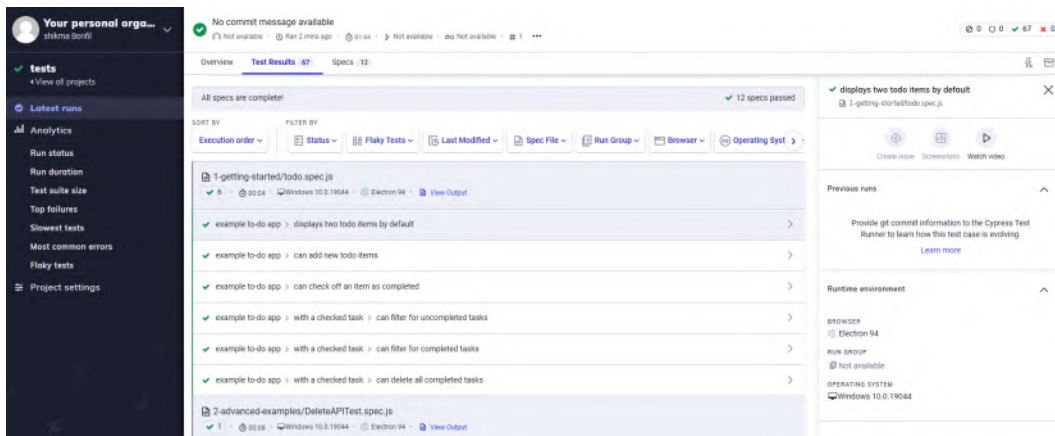 Your personal orga...
shikma Bonfil
tests
View all projects
Latest runs
Analytics
Run status
Run duration
Test suite size
Top failures
Slowest tests
Most common errors
Flaky tests
Project settings
No commit message available
Not available · Ran 2 mins ago · 01:44 · Not available · Not available · # 1 •••
0 0 67 0
Overview Test Results 67 Specs 12
All specs are complete! 12 specs passed
SORT BY FILTER BY
Execution order Status Flaky Tests Last Modified Spec File Run Group Browser Operating Syst
1-getting-started/todo.spec.js
6 · 00:04 · Windows 10.0.19044 · Electron 94 · View Output
example to-do app > displays two todo items by default
example to-do app > can add new todo items
example to-do app > can check off an item as completed
example to-do app > with a checked task > can filter for uncompleted tasks
example to-do app > with a checked task > can filter for completed tasks
example to-do app > with a checked task > can delete all completed tasks
2-advanced-examples/DeleteAPITest.spec.js
1 · 00:08 · Windows 10.0.19044 · Electron 94 · View Output
displays two todo items by default
1-getting-started/todo.spec.js
Create issue Screenshots Watch video
Previous runs
Provide git commit information to the Cypress Test
Runner to learn how this test case is evolving.
Learn more
Runtime environment
BROWSER
Electron 94
RUN GROUP
Not available
OPERATING SYSTEM
Windows 10.0.19044